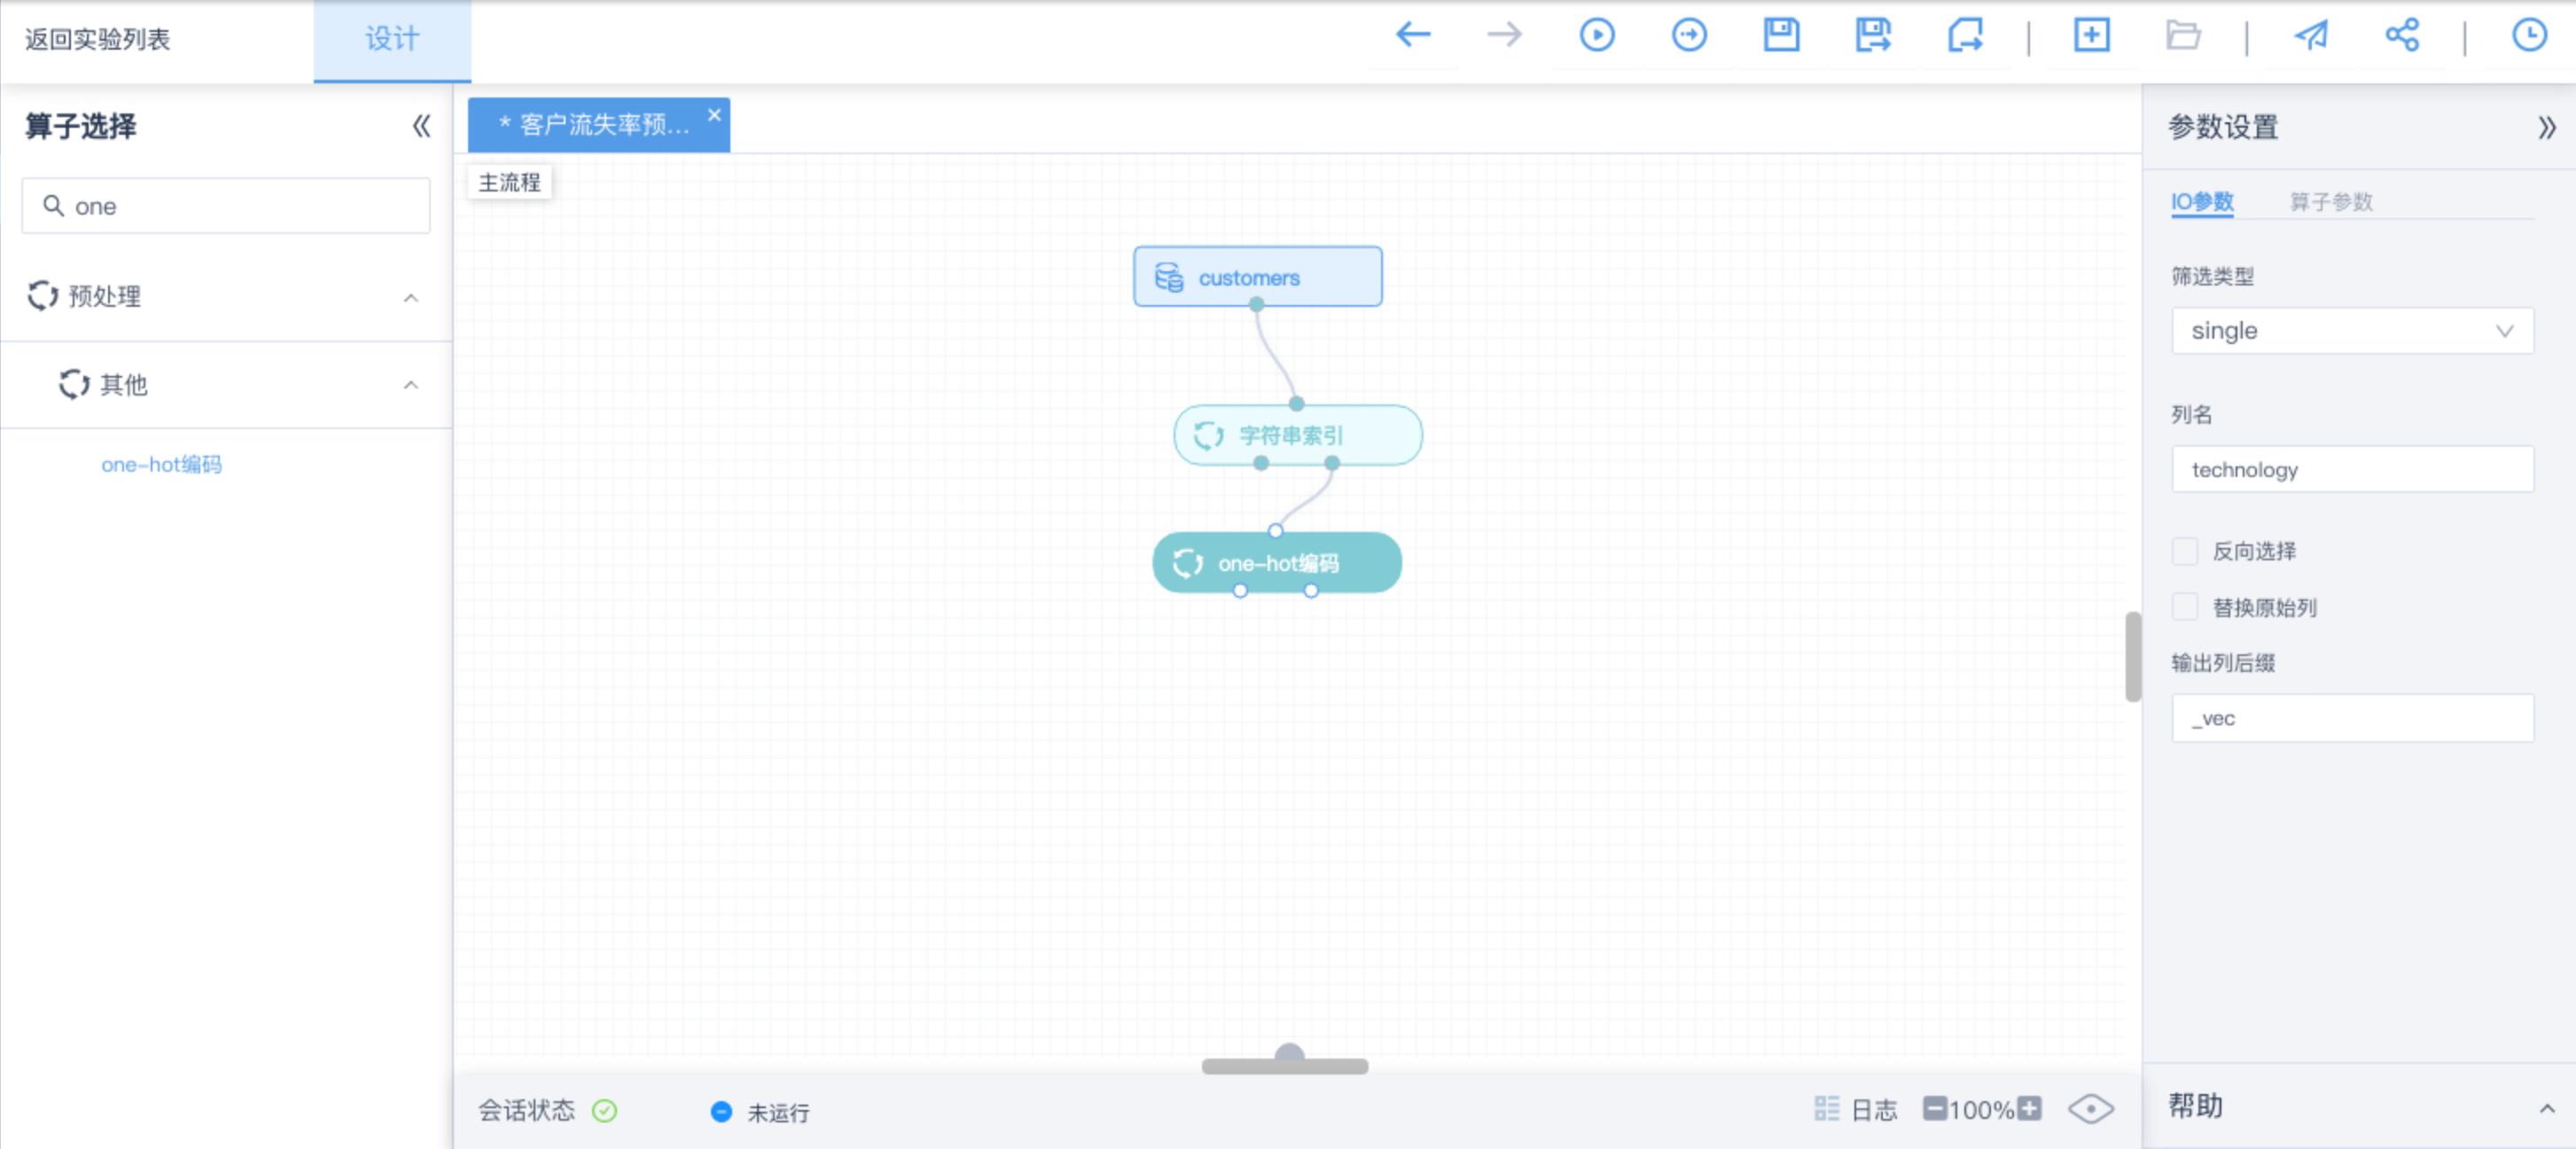 返回实验列表
设计
算子选择
one
预处理
其他
one-hot编码
* 客户流失率预...
主流程
customers
字符串索引
one-hot编码
会话状态
未运行
日志
100%
参数设置
IO参数
算子参数
筛选类型
single
列名
technology
反向选择
替换原始列
输出列后缀
_vec
帮助